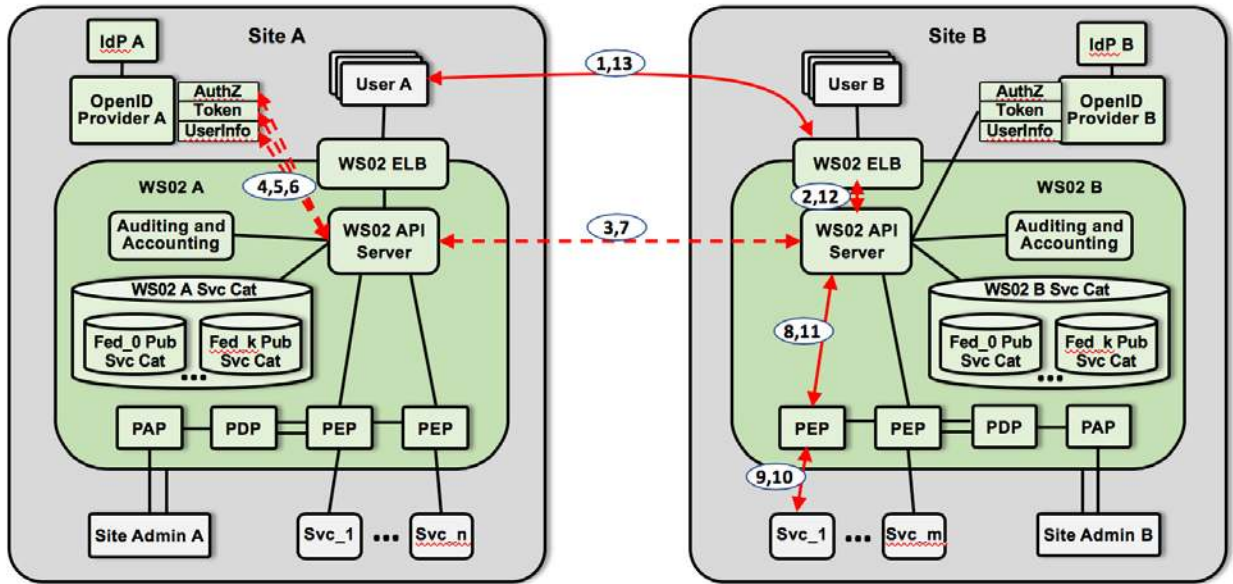 Site A
IdP A
OpenID
Provider A
AuthZ
Token
UserInfo
User A
WS02 ELB
WS02 A
4,5,6
Auditing and
Accounting
WS02 API
Server
WS02 A Svc Cat
Fed_0 Pub
Svc Cat
Fed_k Pub
Svc Cat
...
PAP
PDP
PEP
PEP
Site Admin A
Svc_1
...
Svc_n
1,13
3,7
Site B
IdP B
OpenID
Provider B
AuthZ
Token
UserInfo
User B
WS02 ELB
WS02 B
2,12
WS02 API
Server
Auditing and
Accounting
WS02 B Svc Cat
Fed_0 Pub
Svc Cat
Fed_k Pub
Svc Cat
...
8,11
PEP
PEP
PDP
PAP
9,10
Svc_1
...
Svc_m
Site Admin B